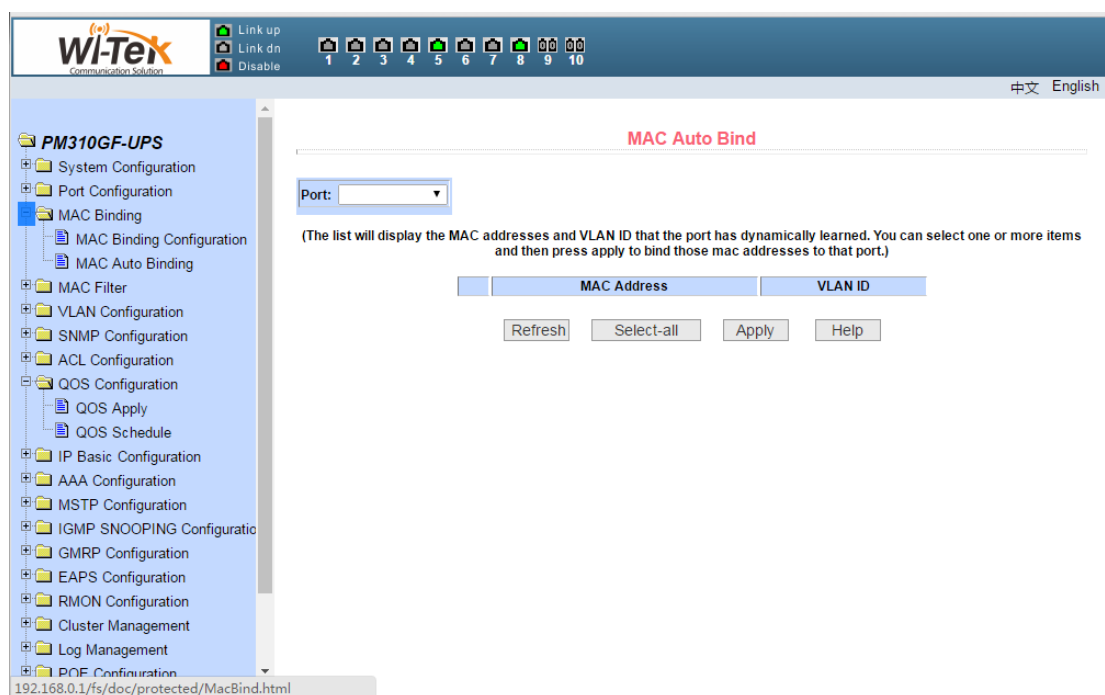 Wi-Tek
Communication Solution
Link up
Link dn
Disable
1 2 3 4 5 6 7 8 9 10
中文 English
PM310GF-UPS
System Configuration
Port Configuration
MAC Binding
MAC Binding Configuration
MAC Auto Binding
MAC Filter
VLAN Configuration
SNMP Configuration
ACL Configuration
QOS Configuration
QOS Apply
QOS Schedule
IP Basic Configuration
AAA Configuration
MSTP Configuration
IGMP SNOOPING Configuratio
GMRP Configuration
EAPS Configuration
RMON Configuration
Cluster Management
Log Management
POE Configuration
192.168.0.1/fs/doc/protected/MacBind.html
MAC Auto Bind
Port:
(The list will display the MAC addresses and VLAN ID that the port has dynamically learned. You can select one or more items
and then press apply to bind those mac addresses to that port.)
MAC Address VLAN ID
Refresh Select-all Apply Help